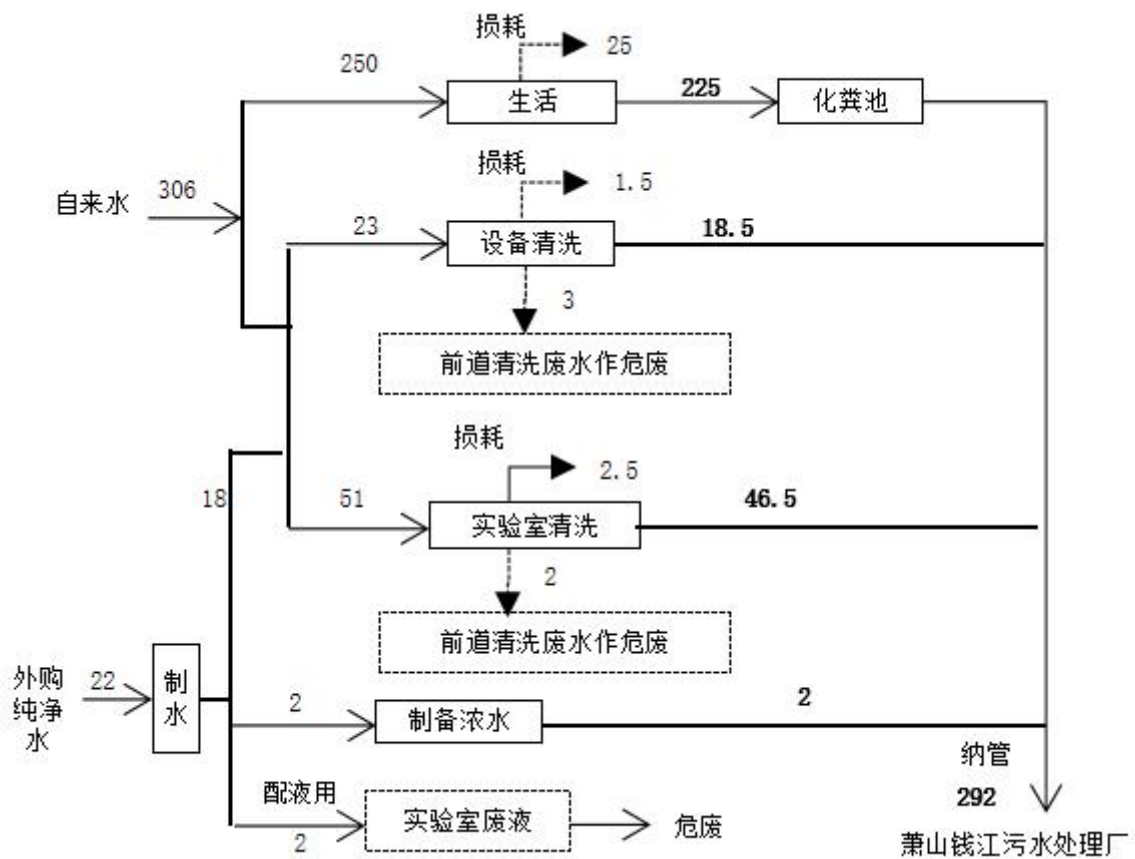 损耗
25
250
225
生活
化粪池
损耗
1.5
306
自来水
23
18.5
设备清洗
3
前道清洗废水作危废
损耗
2.5
18
51
46.5
实验室清洗
2
前道清洗废水作危废
外购
纯净
水
22
制
水
2
制备浓水
2
纳管
292
配液用
2
实验室废液
危废
萧山钱江污水处理厂